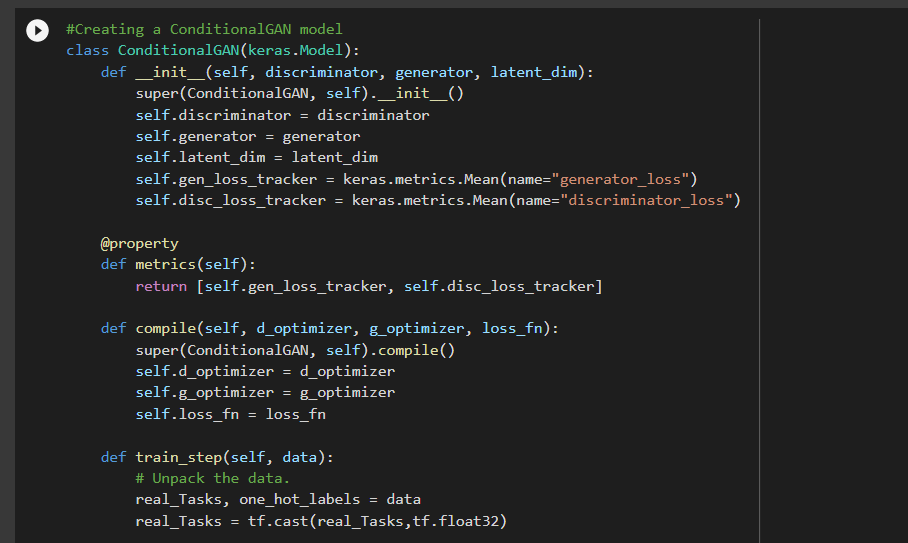 #Creating a ConditionalGAN model
class ConditionalGAN(keras.Model):
    def __init__(self, discriminator, generator, latent_dim):
        super(ConditionalGAN, self).__init__()
        self.discriminator = discriminator
        self.generator = generator
        self.latent_dim = latent_dim
        self.gen_loss_tracker = keras.metrics.Mean(name="generator_loss")
        self.disc_loss_tracker = keras.metrics.Mean(name="discriminator_loss")

    @property
    def metrics(self):
        return [self.gen_loss_tracker, self.disc_loss_tracker]

    def compile(self, d_optimizer, g_optimizer, loss_fn):
        super(ConditionalGAN, self).compile()
        self.d_optimizer = d_optimizer
        self.g_optimizer = g_optimizer
        self.loss_fn = loss_fn

    def train_step(self, data):
        # Unpack the data.
        real_Tasks, one_hot_labels = data
        real_Tasks = tf.cast(real_Tasks,tf.float32)